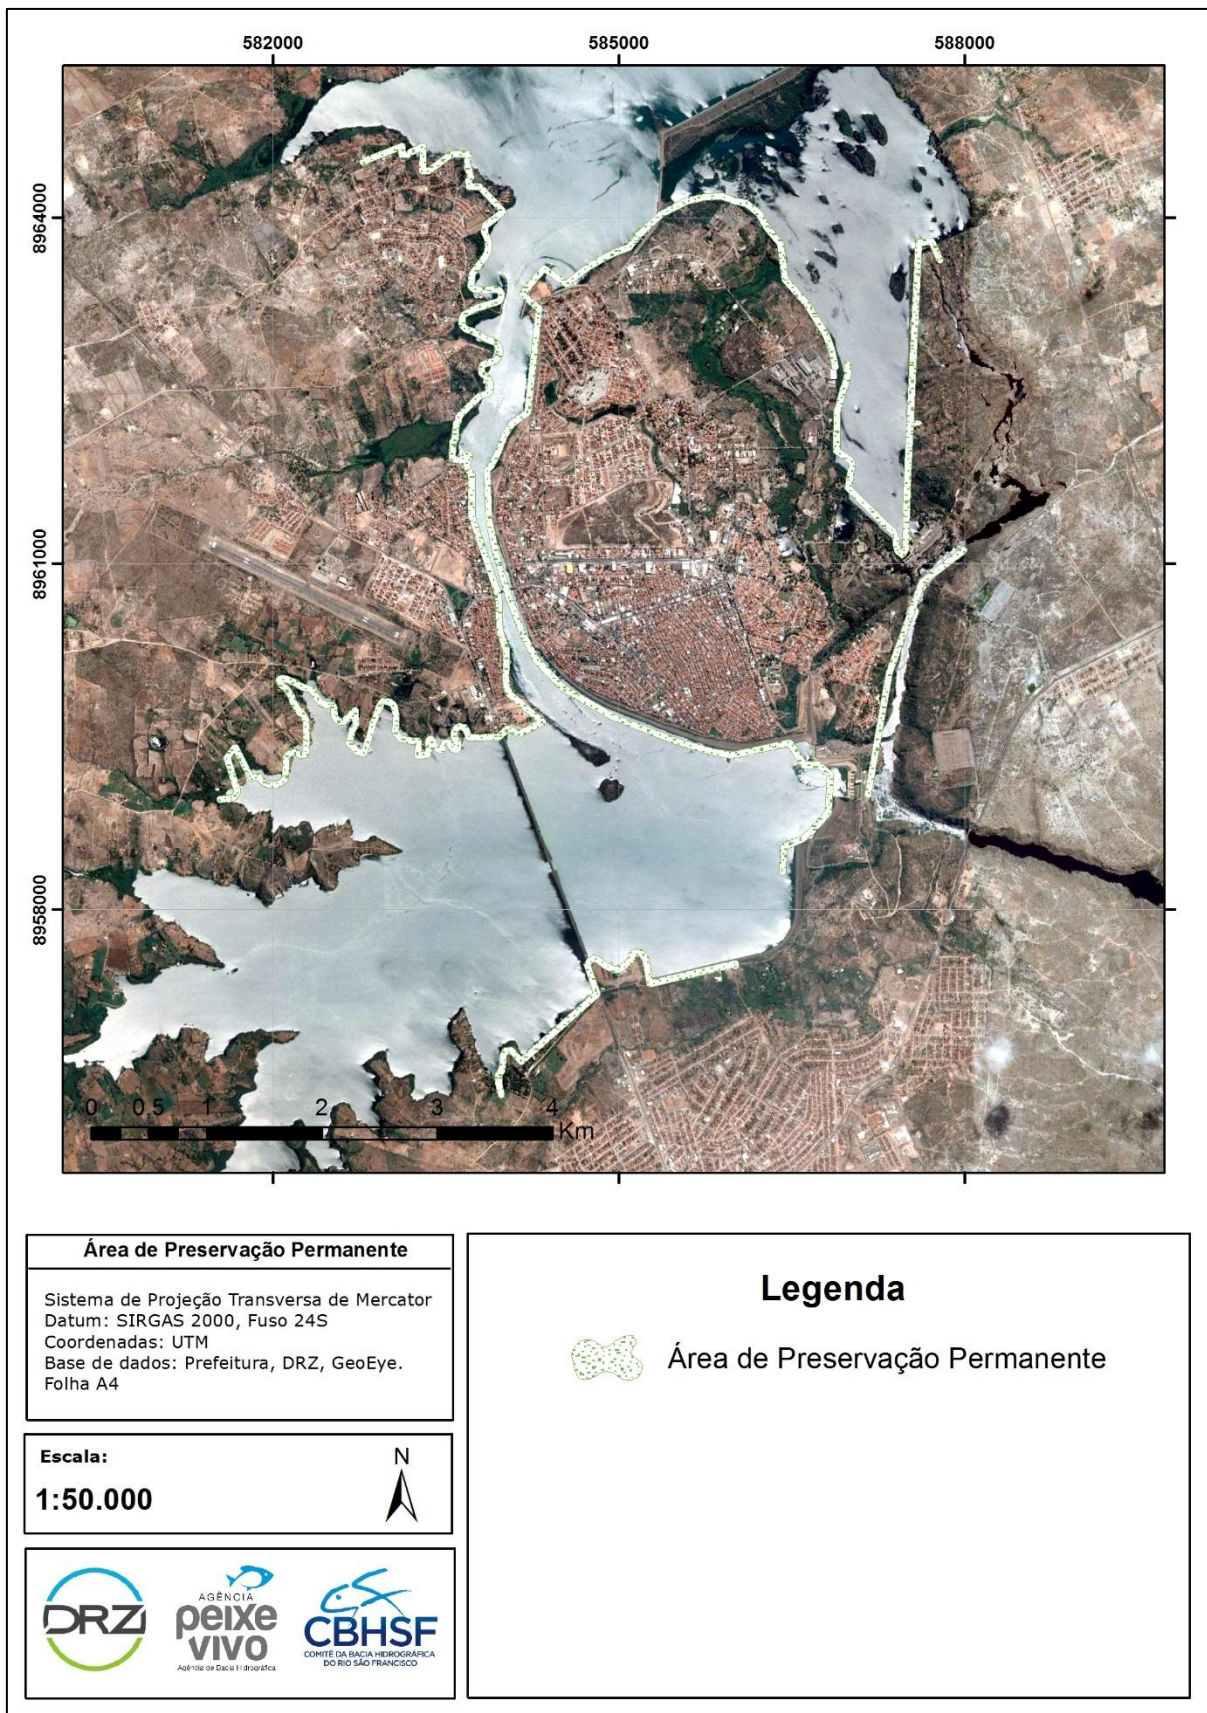 582000
585000
588000
8964000
8961000
8958000
0 0,5 1 2 3 4
Km
Área de Preservação Permanente
Sistema de Projeção Transversa de Mercator
Datum: SIRGAS 2000, Fuso 24S
Coordenadas: UTM
Base de dados: Prefeitura, DRZ, GeoEye.
Folha A4
Legenda
Área de Preservação Permanente
Escala:
1:50.000
N
DRZ
AGÊNCIA
peixe
vivo
Agência de Bacia Hidrográfica
CBHSF
COMITÊ DA BACIA HIDROGRÁFICA
DO RIO SÃO FRANCISCO